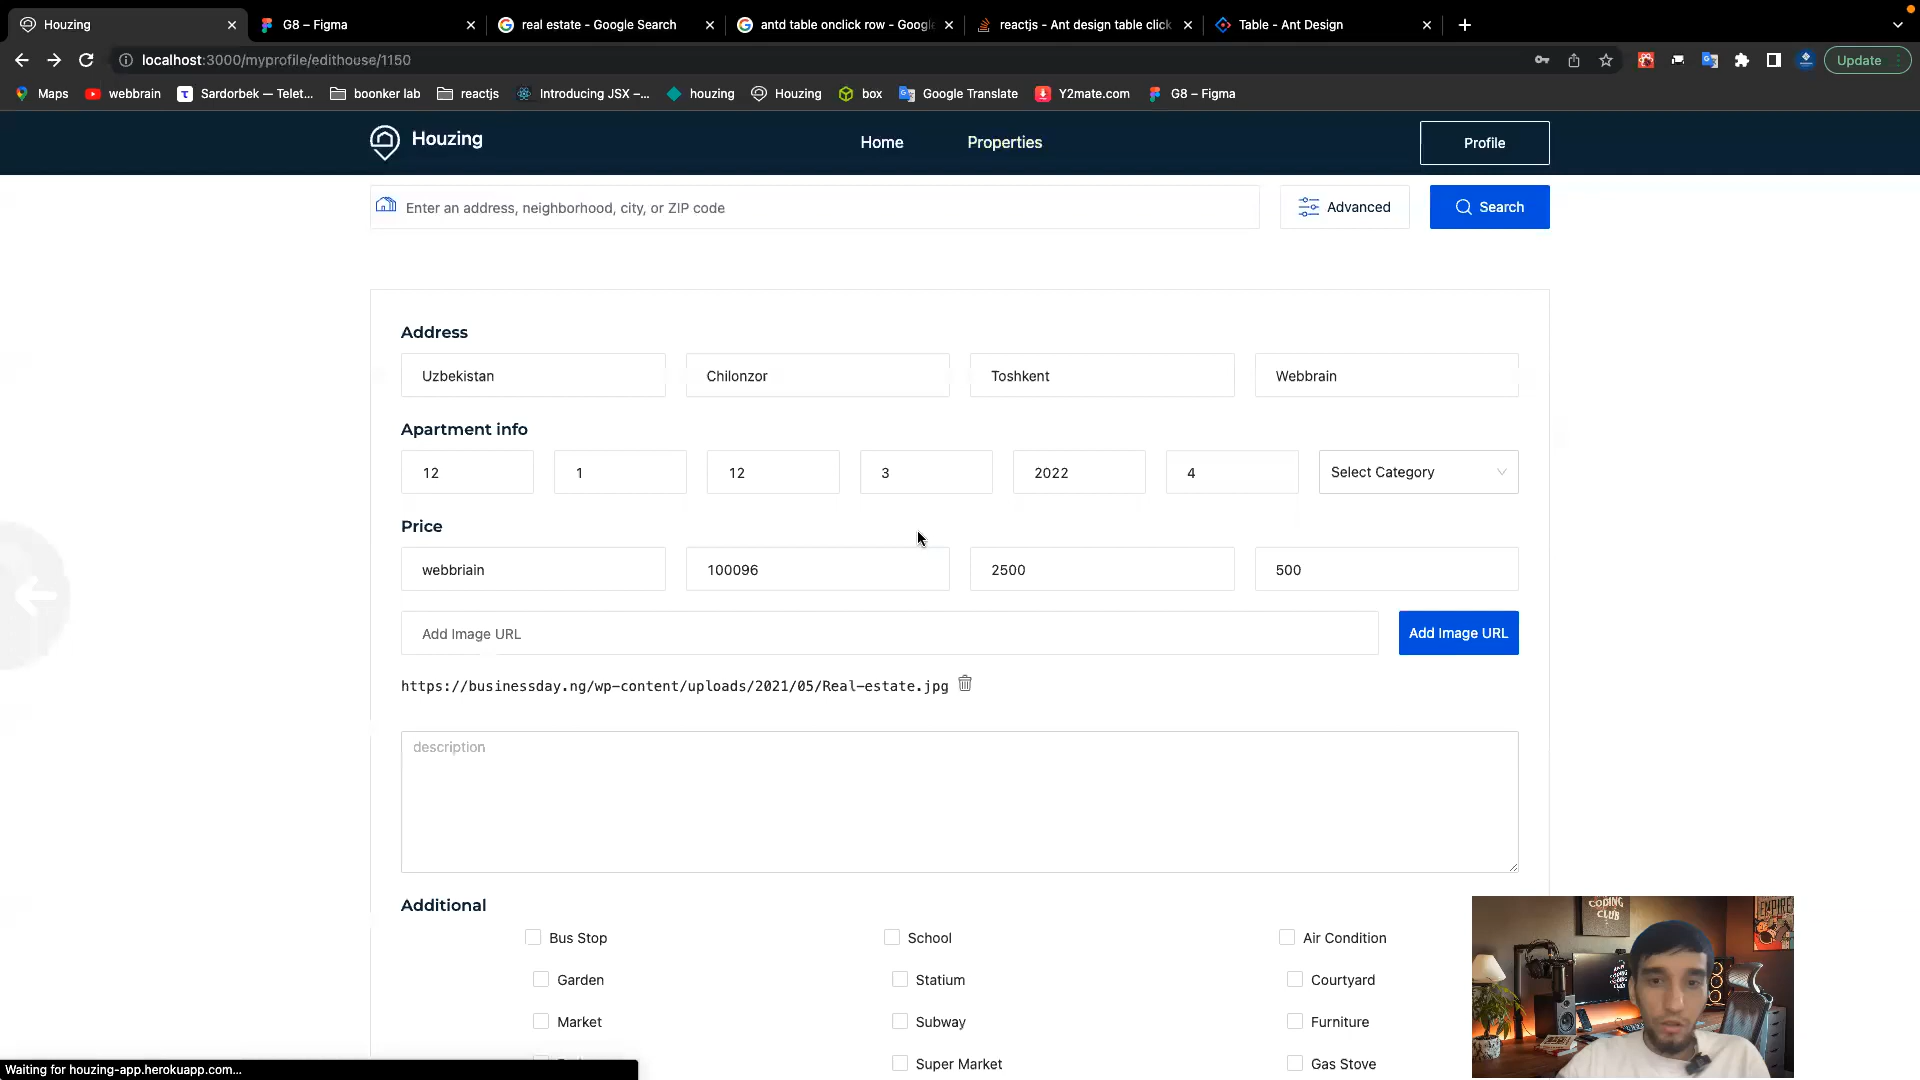 Houzing
G8 – Figma
real estate - Google Search
antd table onclick row - Google
reactjs - Ant design table click
Table - Ant Design
localhost:3000/myprofile/edithouse/1150
Update
Maps
webbrain
Sardorbek — Telet...
boonker lab
reactjs
Introducing JSX –...
houzing
Houzing
box
Google Translate
Y2mate.com
G8 – Figma
Houzing
Home
Properties
Profile
Enter an address, neighborhood, city, or ZIP code
Advanced
Search
Address
Uzbekistan
Chilonzor
Toshkent
Webbrain
Apartment info
12
1
12
3
2022
4
Select Category
Price
webbriain
100096
2500
500
Add Image URL
Add Image URL
https://businessday.ng/wp-content/uploads/2021/05/Real-estate.jpg
description
Additional
Bus Stop
School
Air Condition
Garden
Statium
Courtyard
Market
Subway
Furniture
Super Market
Gas Stove
Waiting for houzing-app.herokuapp.com...
CODING
CLUB
EMPIRE